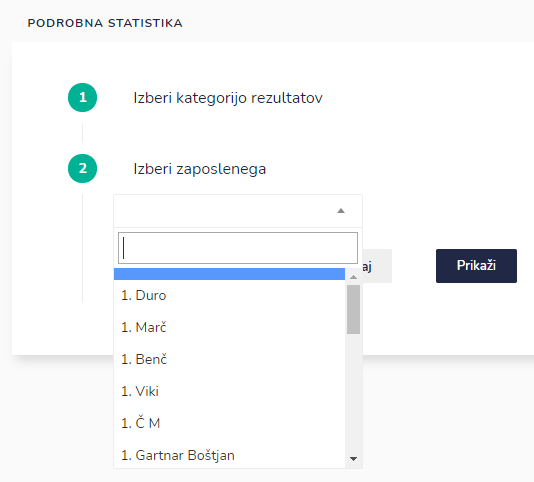 PODROBNA STATISTIKA
1 Izberi kategorijo rezultatov
2 Izberi zaposlenega
Prikaži
1. Duro
1. Marč
1. Benč
1. Viki
1. Č M
1. Gartnar Boštjan